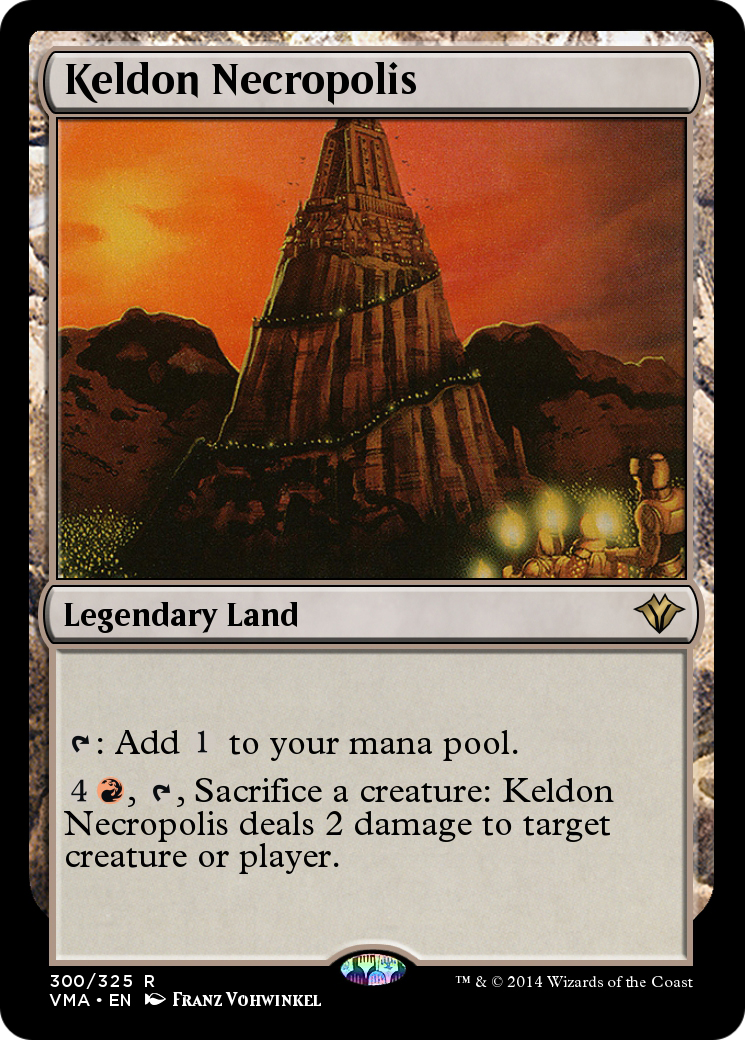 Keldon Necropolis
Legendary Land
: Add 1 to your mana pool.
4 , , Sacrifice a creature: Keldon
Necropolis deals 2 damage to target
creature or player.
300/325 R
VMA • EN Franz Vohwinkel
™ & © 2014 Wizards of the Coast